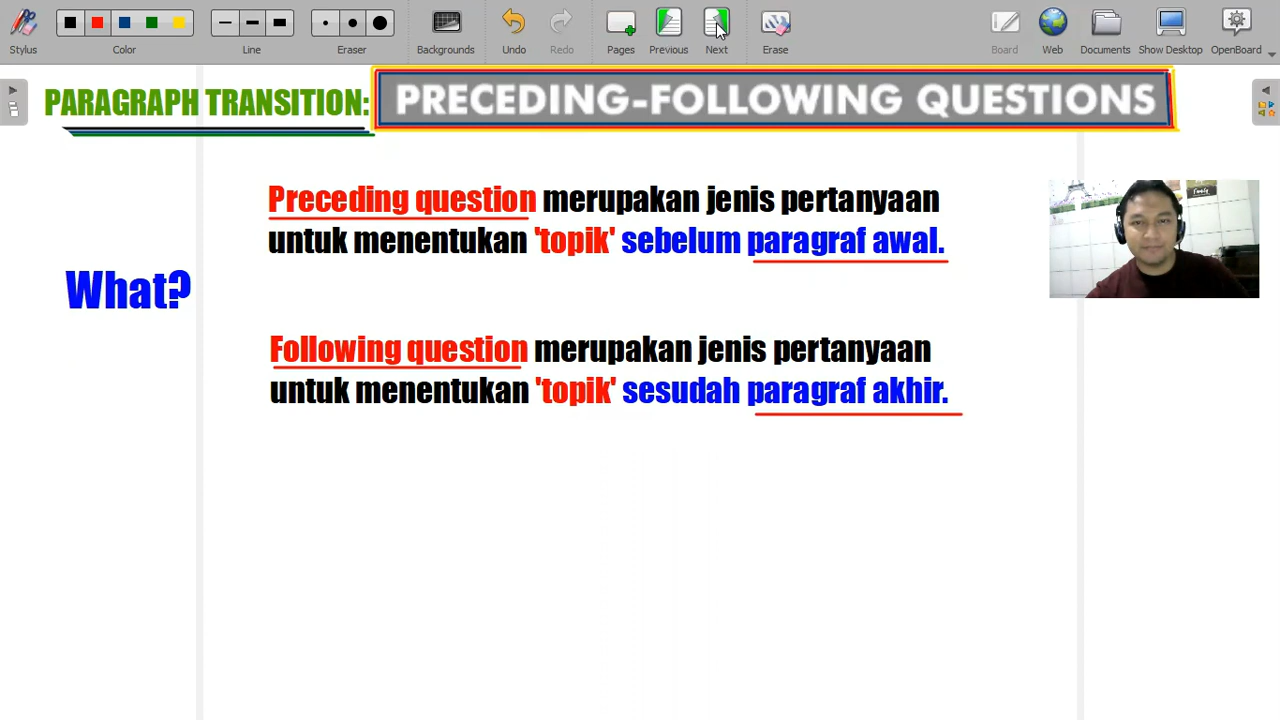 Stylus
Color
Line
Eraser
Backgrounds
Undo
Redo
Pages
Previous
Next
Erase
Board
Web
Documents
Show Desktop
OpenBoard
PARAGRAPH TRANSITION: PRECEDING-FOLLOWING QUESTIONS
Preceding question merupakan jenis pertanyaan
untuk menentukan 'topik' sebelum paragraf awal.
What?
Following question merupakan jenis pertanyaan
untuk menentukan 'topik' sesudah paragraf akhir.